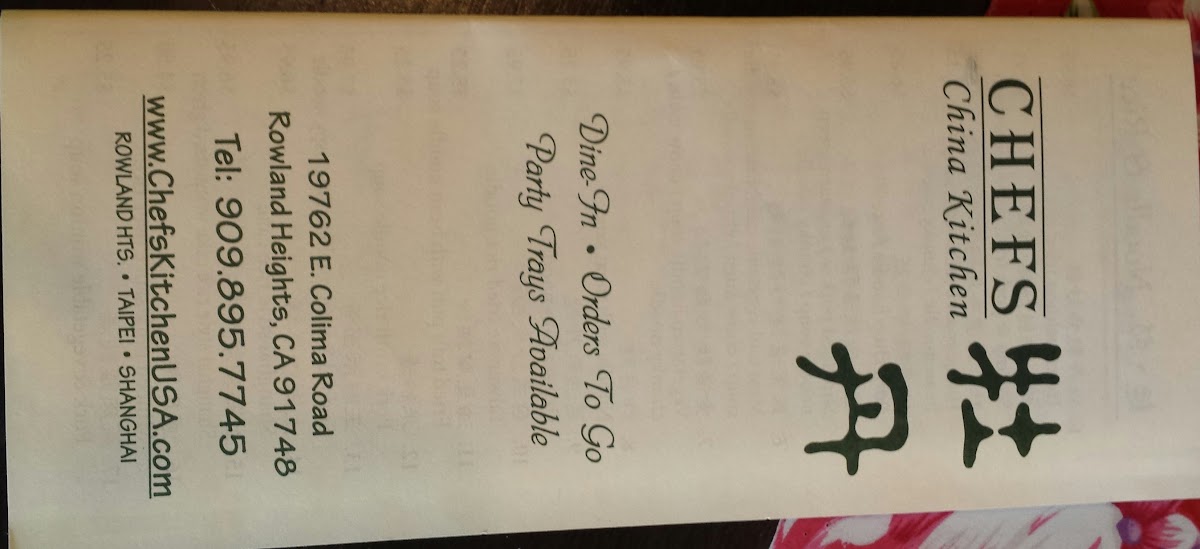 CHEFS
China Kitchen
牡丹
Dine-In • Orders To Go
Party Trays Available
19762 E. Colima Road
Rowland Heights, CA 91748
Tel: 909.895.7745
www.ChefsKitchenUSA.com
ROWLAND HTS. • TAIPEI • SHANGHAI